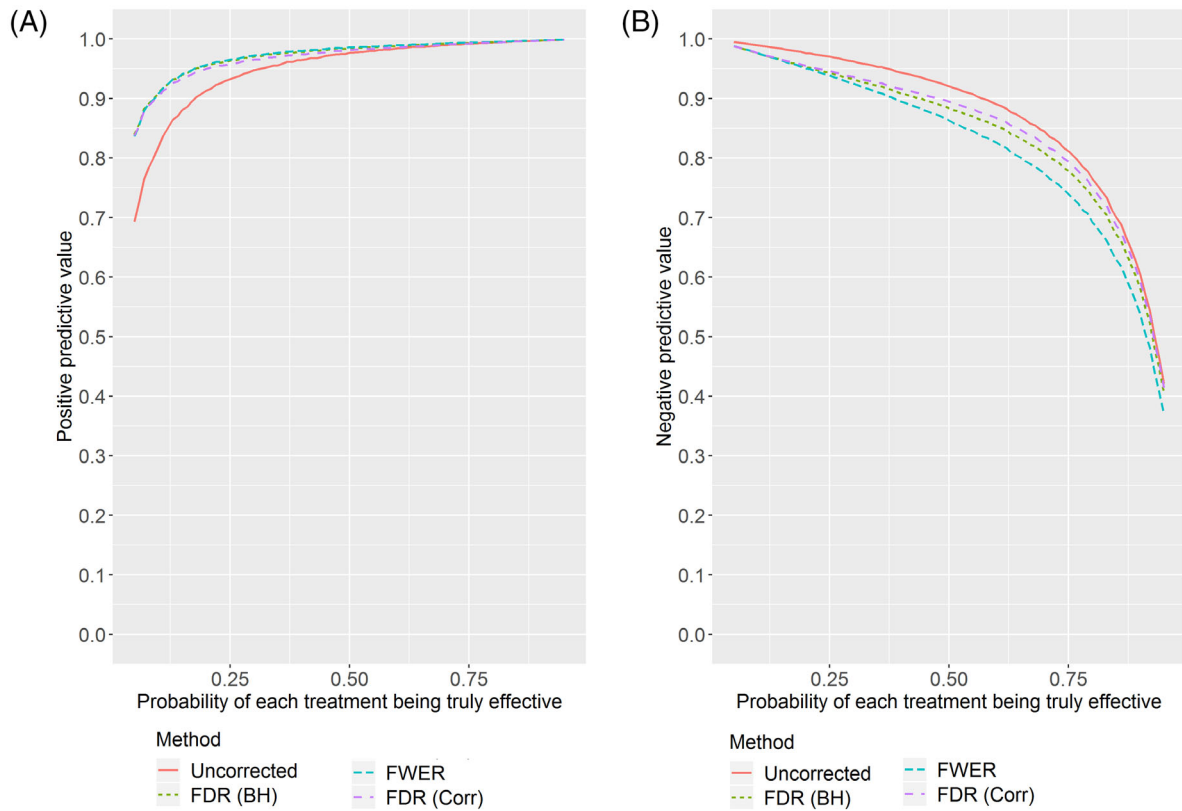 (A)
1.0
0.9
0.8
0.7
0.6
0.5
0.4
0.3
0.2
0.1
0.0
Positive predictive value
0.25 0.50 0.75
Probability of each treatment being truly effective
Method
Uncorrected FWER
FDR (BH) FDR (Corr)
(B)
1.0
0.9
0.8
0.7
0.6
0.5
0.4
0.3
0.2
0.1
0.0
Negative predictive value
0.25 0.50 0.75
Probability of each treatment being truly effective
Method
Uncorrected FWER
FDR (BH) FDR (Corr)